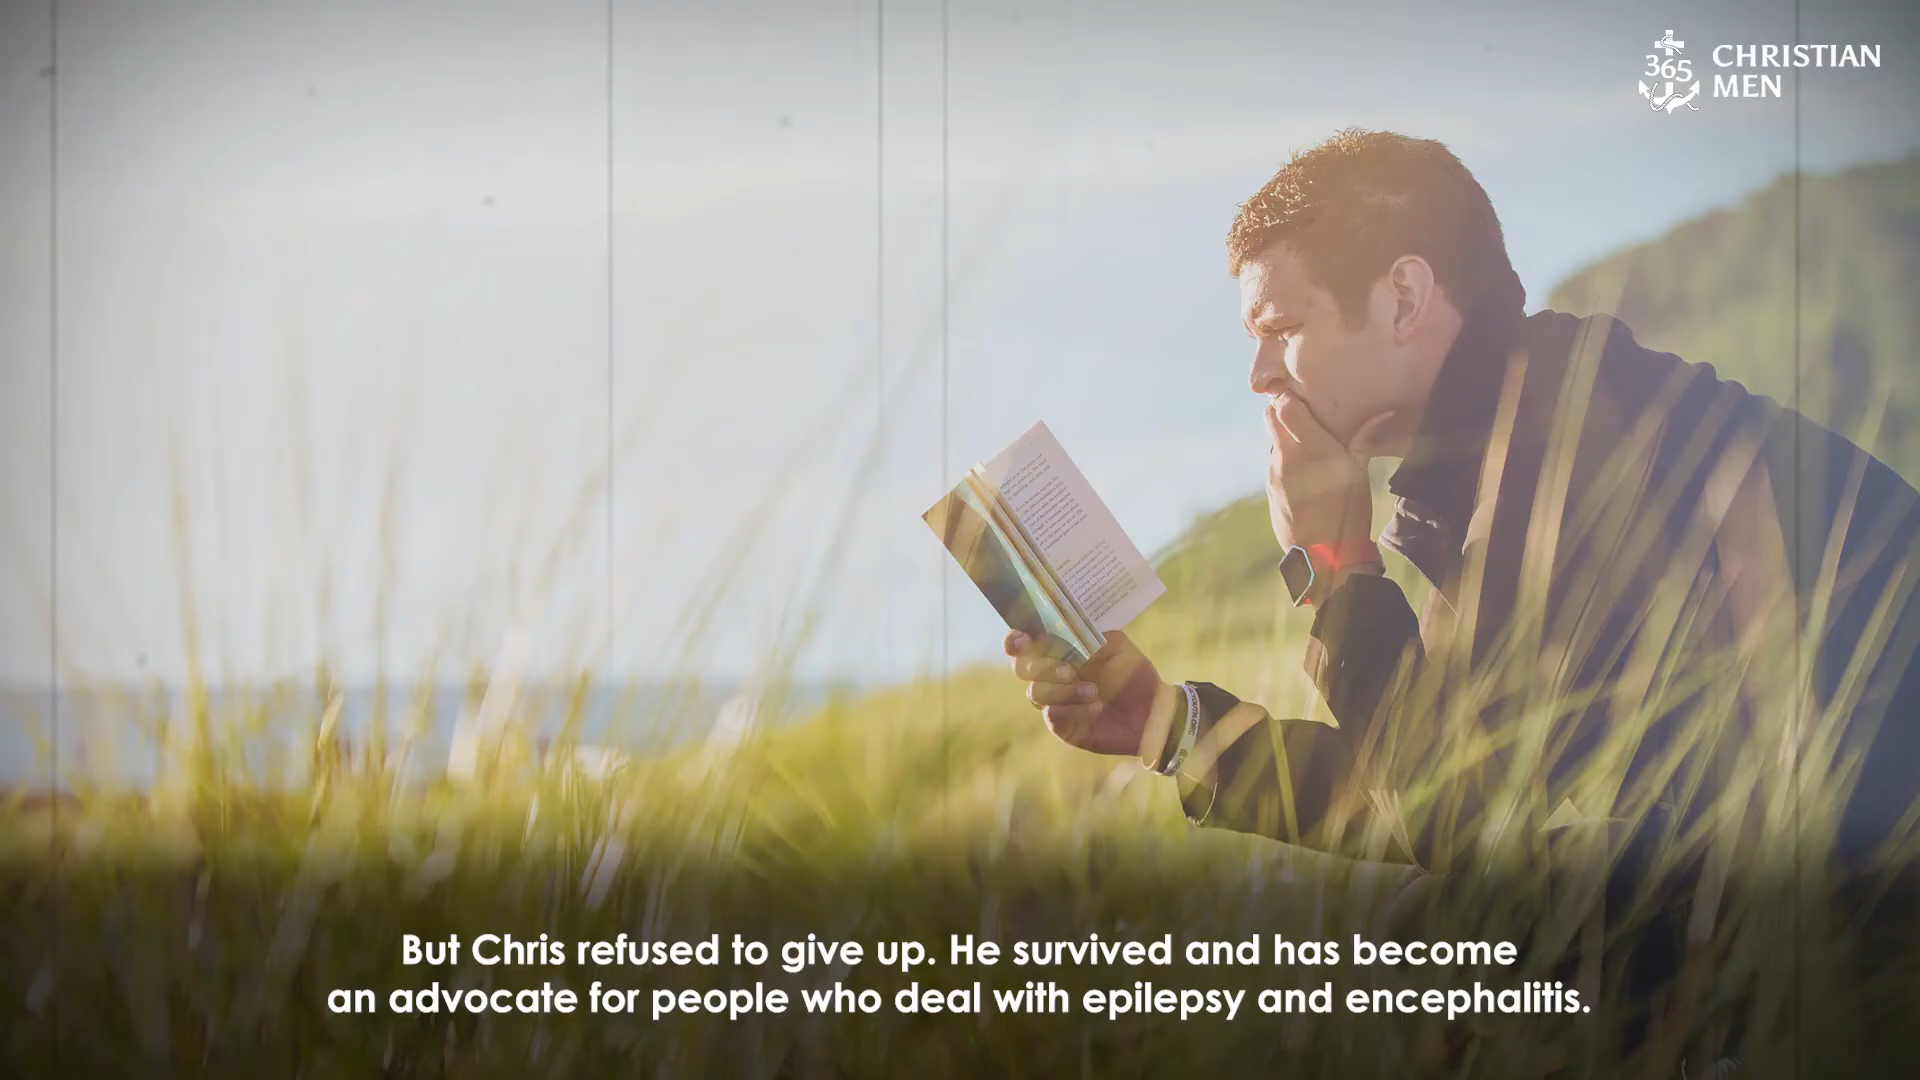 365
CHRISTIAN
MEN
But Chris refused to give up. He survived and has become
an advocate for people who deal with epilepsy and encephalitis.